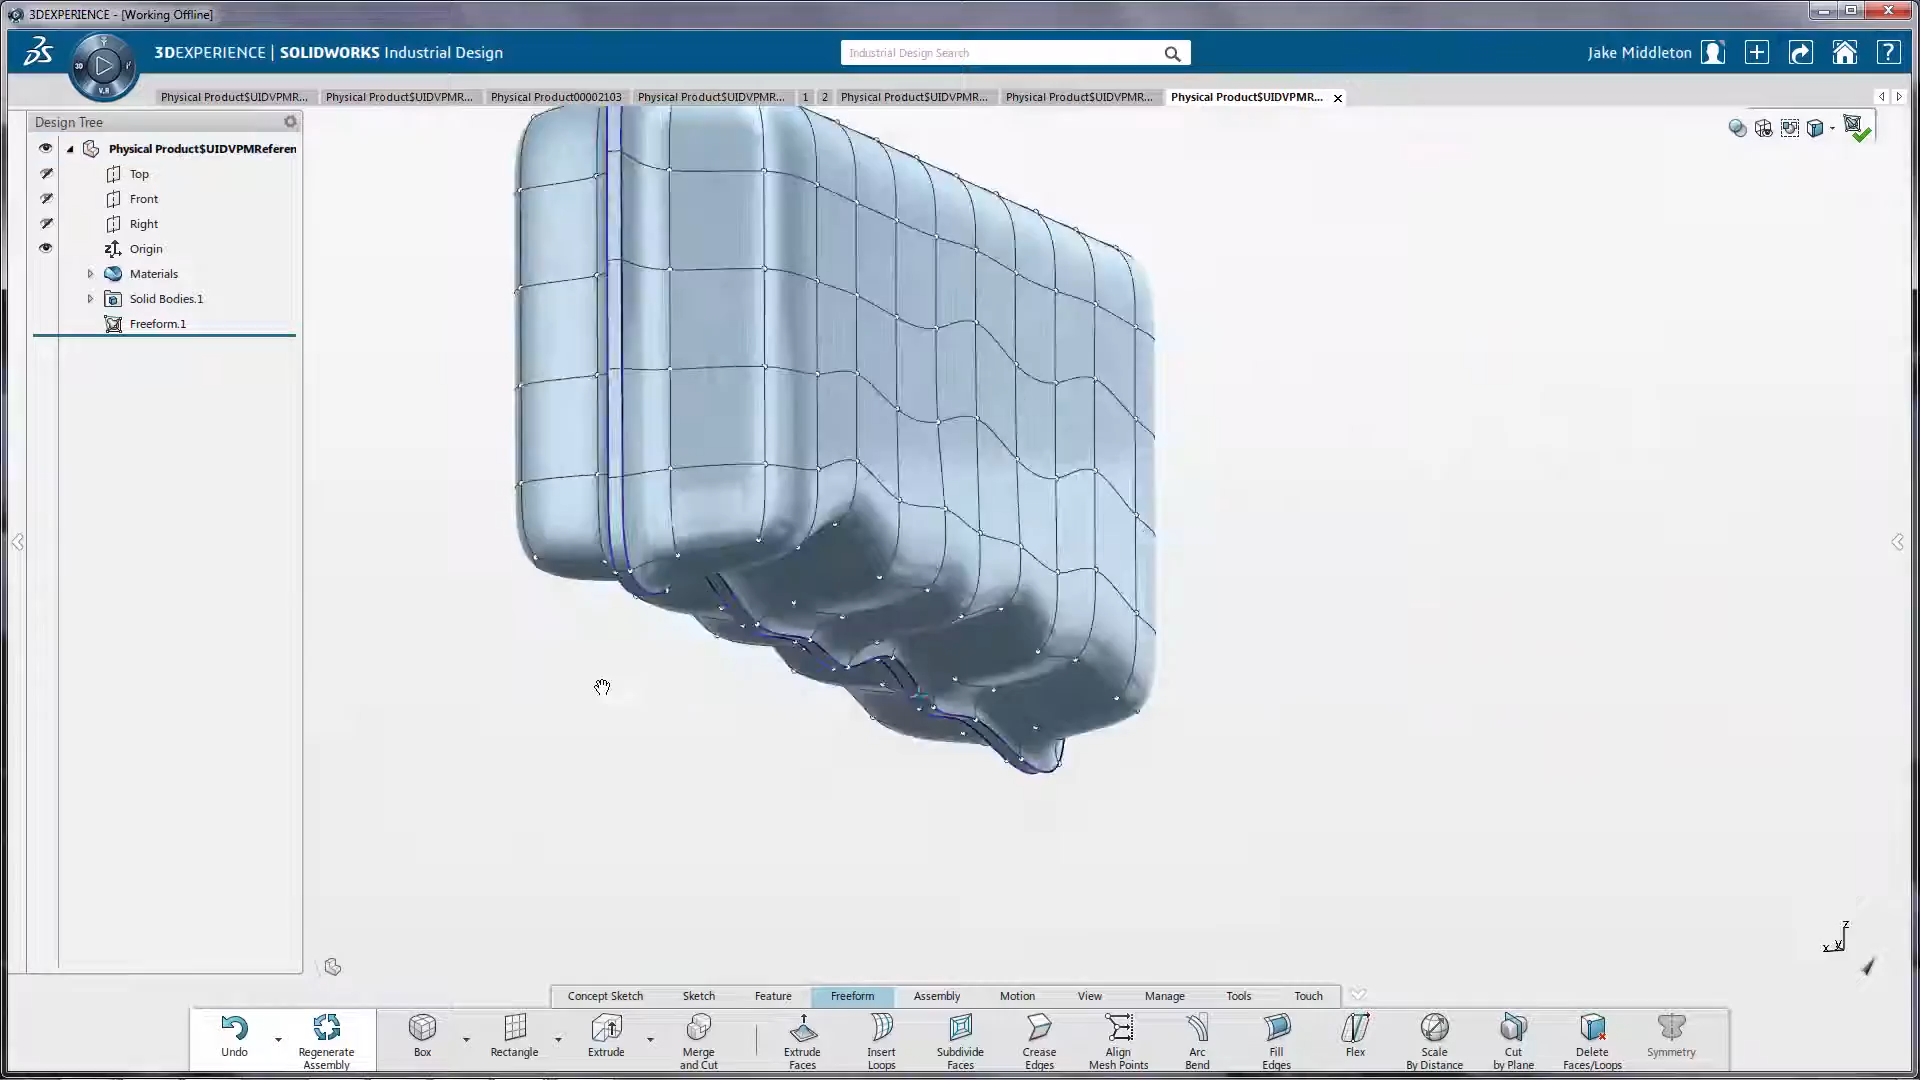 3DEXPERIENCE - [Working Offline]
3DEXPERIENCE | SOLIDWORKS Industrial Design
Industrial Design Search
Jake Middleton
3D
V.R
Physical Product$UIDVPMR... Physical Product$UIDVPMR... Physical Product00002103 Physical Product$UIDVPMR... 1 2 Physical Product$UIDVPMR... Physical Product$UIDVPMR... Physical Product$UIDVPMR...
Design Tree
Physical Product$UIDVPMReferen
Top
Front
Right
Origin
Materials
Solid Bodies.1
Freeform.1
z
x y
Concept Sketch Sketch Feature Freeform Assembly Motion View Manage Tools Touch
Undo
Regenerate Assembly
Box
Rectangle
Extrude
Merge and Cut
Extrude Faces
Insert Loops
Subdivide Faces
Crease Edges
Align Mesh Points
Arc Bend
Fill Edges
Flex
Scale By Distance
Cut by Plane
Delete Faces/Loops
Symmetry